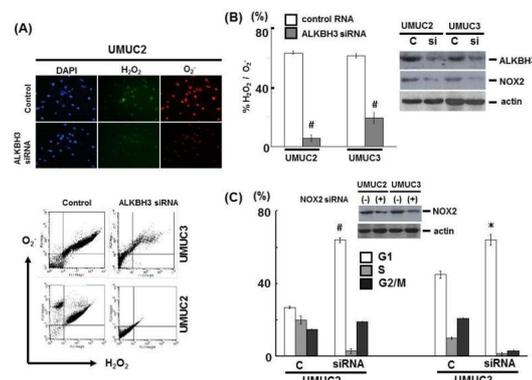 (A)
UMUC2
DAPI H2O2 O2-
Control
ALKBH3 siRNA
Control ALKBH3 siRNA
O2-
UMUC3
UMUC2
H2O2
(B) (%)
control RNA
ALKBH3 siRNA
80
40
0
% H2O2 / O2-
# #
UMUC2 UMUC3
UMUC2 UMUC3
C si C si
ALKBH3
NOX2
actin
(C) (%)
UMUC2 UMUC3
NOX2 siRNA (-) (+) (-) (+)
NOX2
actin
80
60
40
20
0
# *
G1
S
G2/M
C siRNA C siRNA
UMUC2 UMUC3